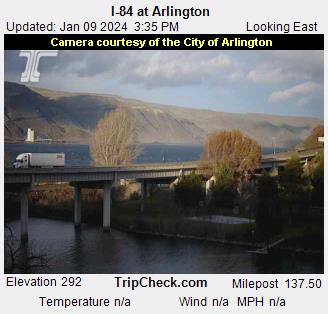 I-84 at Arlington
Updated: Jan 09 2024 3:35 PM Looking East
Camera courtesy of the City of Arlington
Elevation 292 TripCheck.com Milepost 137.50
Temperature n/a Wind n/a MPH n/a